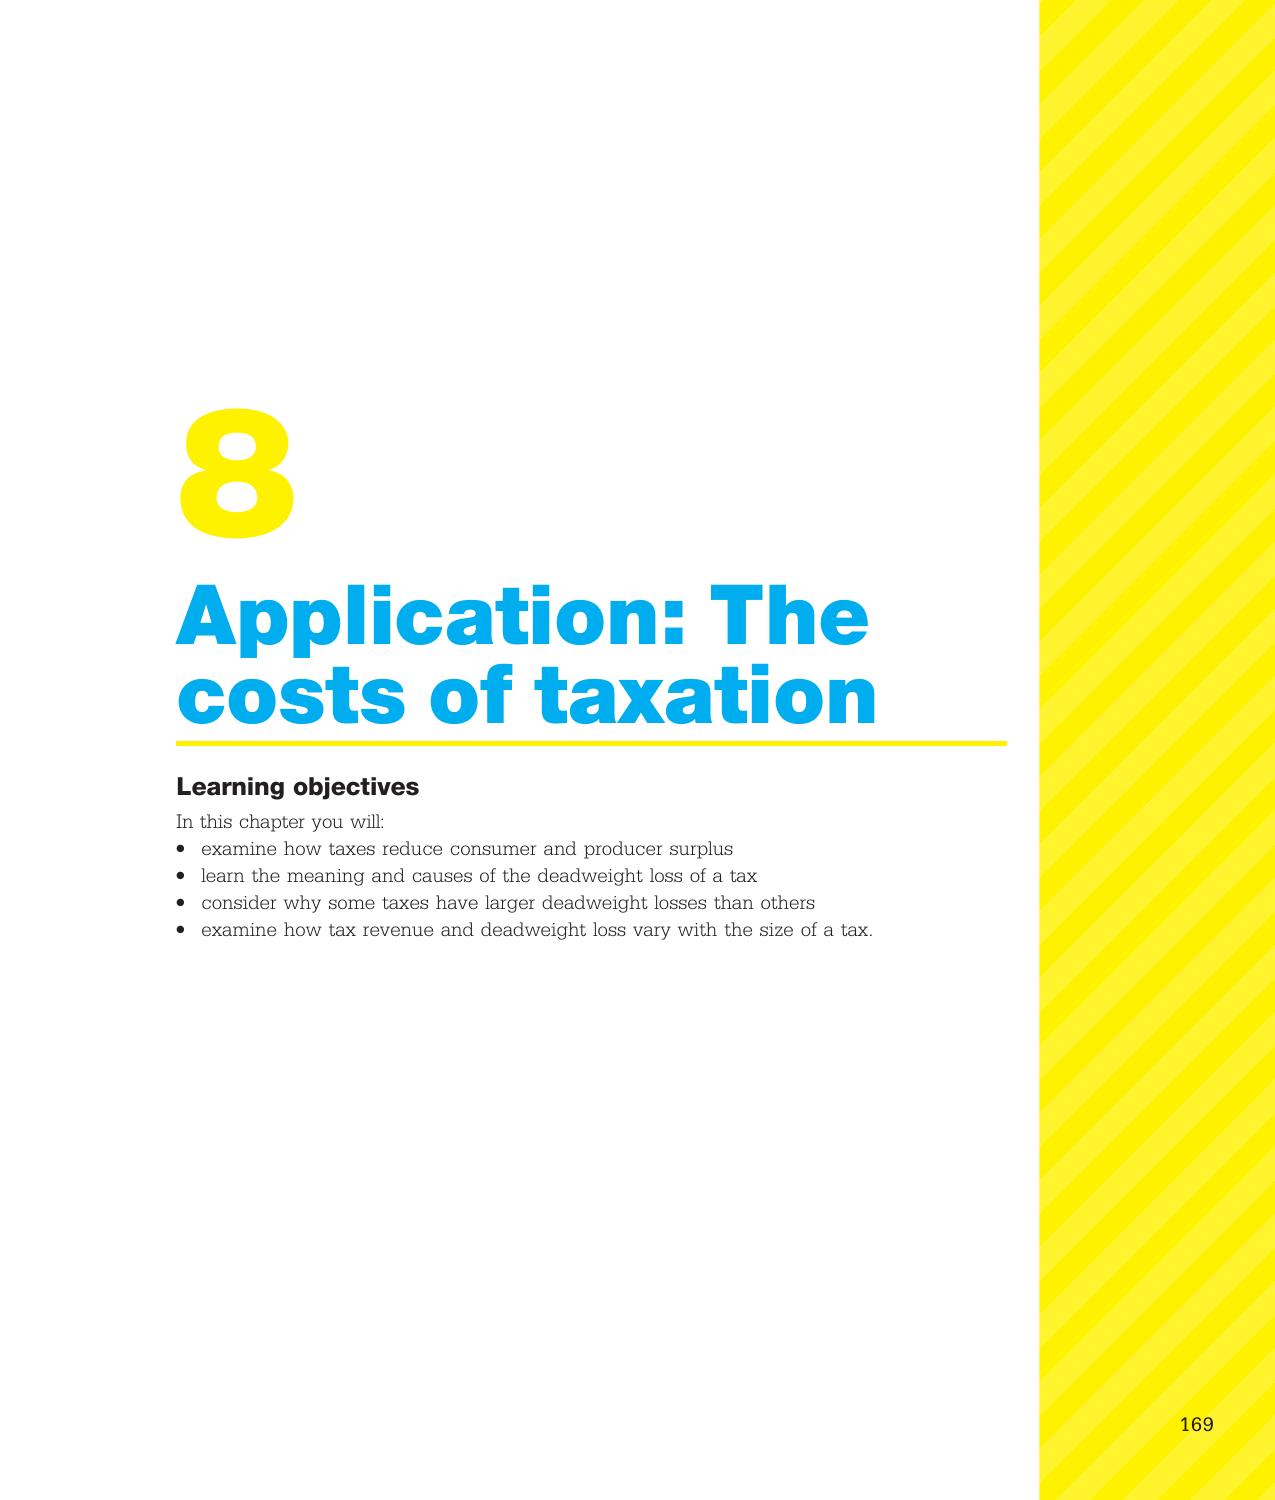 8
Application: The
costs of taxation
Learning objectives
In this chapter you will:
• examine how taxes reduce consumer and producer surplus
• learn the meaning and causes of the deadweight loss of a tax
• consider why some taxes have larger deadweight losses than others
• examine how tax revenue and deadweight loss vary with the size of a tax.
169